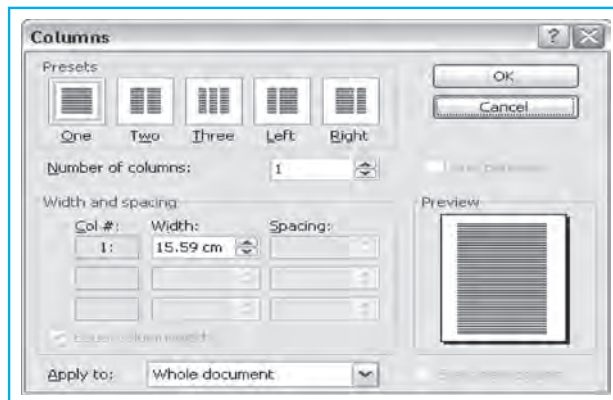 Columns
Presets
One Two Three Left Right
OK
Cancel
Number of columns: 1
Width and spacing
Col #: Width: Spacing:
1: 15.59 cm
Preview
Apply to: Whole document